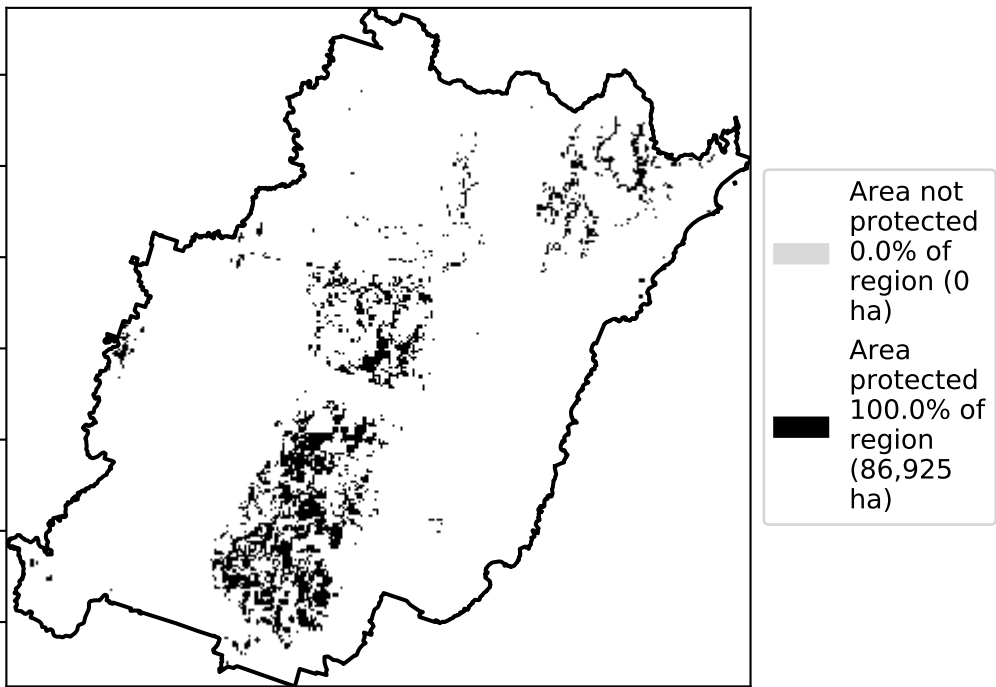 Area not
protected
0.0% of
region (0
ha)
Area
protected
100.0% of
region
(86,925
ha)